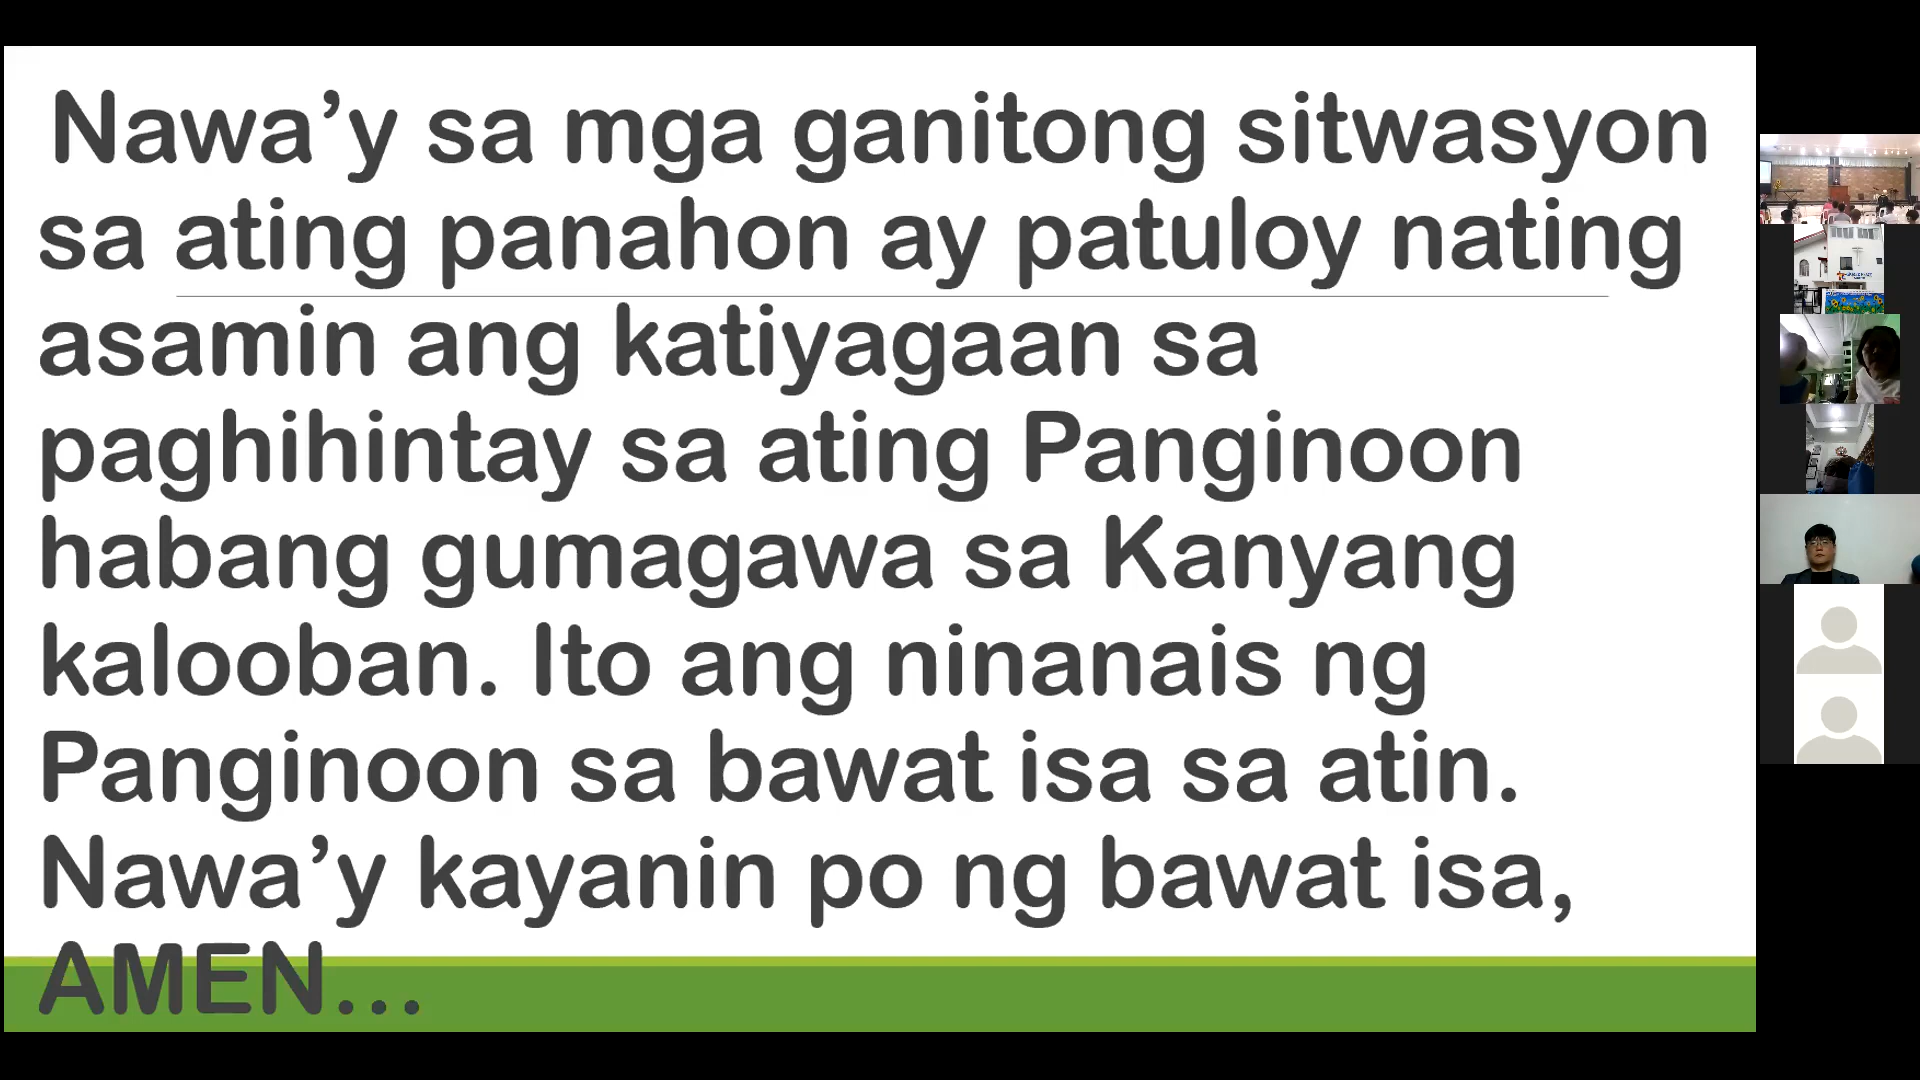 Nawa’y sa mga ganitong sitwasyon
sa ating panahon ay patuloy nating
asamin ang katiyagaan sa
paghihintay sa ating Panginoon
habang gumagawa sa Kanyang
kalooban. Ito ang ninanais ng
Panginoon sa bawat isa sa atin.
Nawa’y kayanin po ng bawat isa,
AMEN...